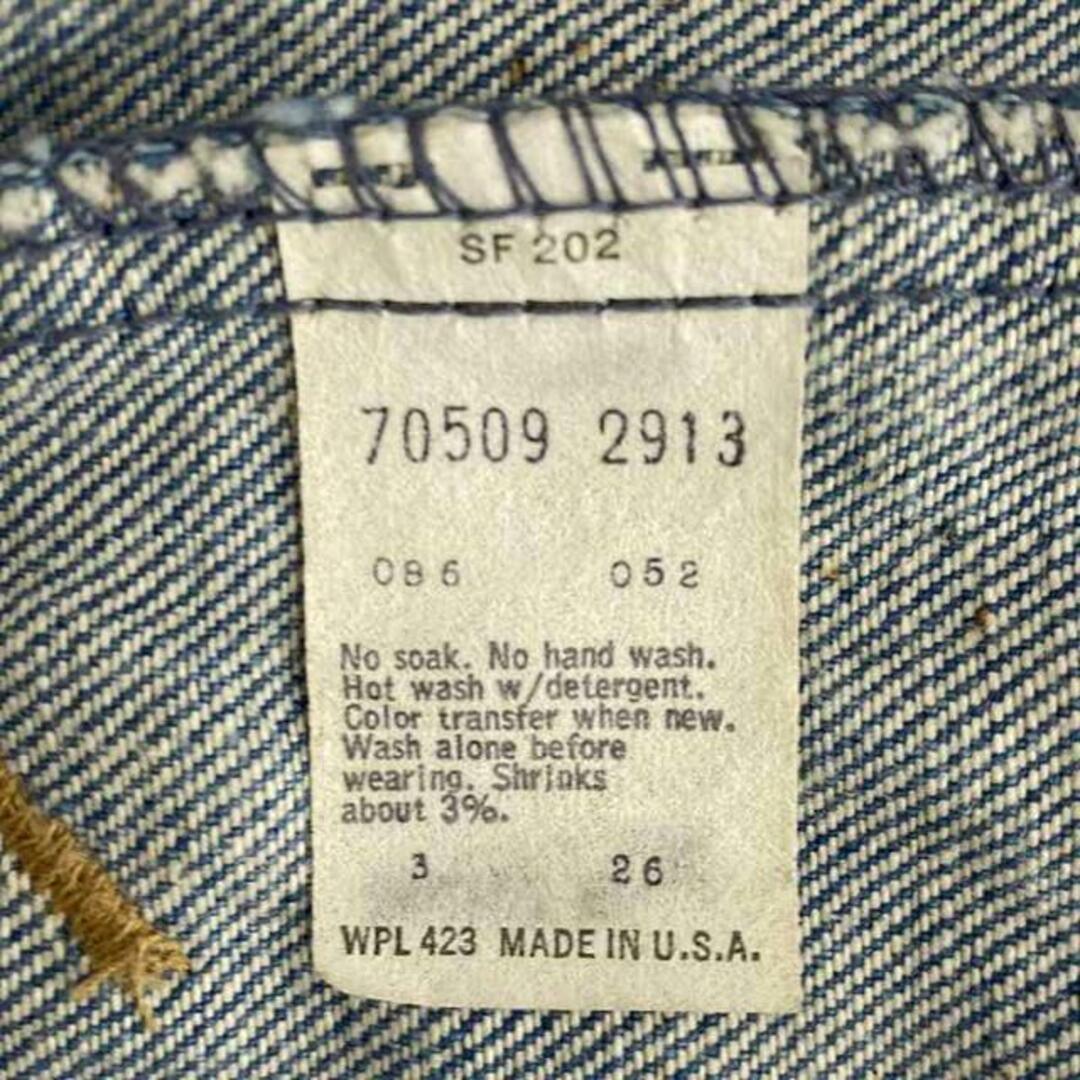 SF 202
70509 2913
086 052
No soak. No hand wash.
Hot wash w/detergent.
Color transfer when new.
Wash alone before
wearing. Shrinks
about 3%.
3 26
WPL 423 MADE IN U.S.A.